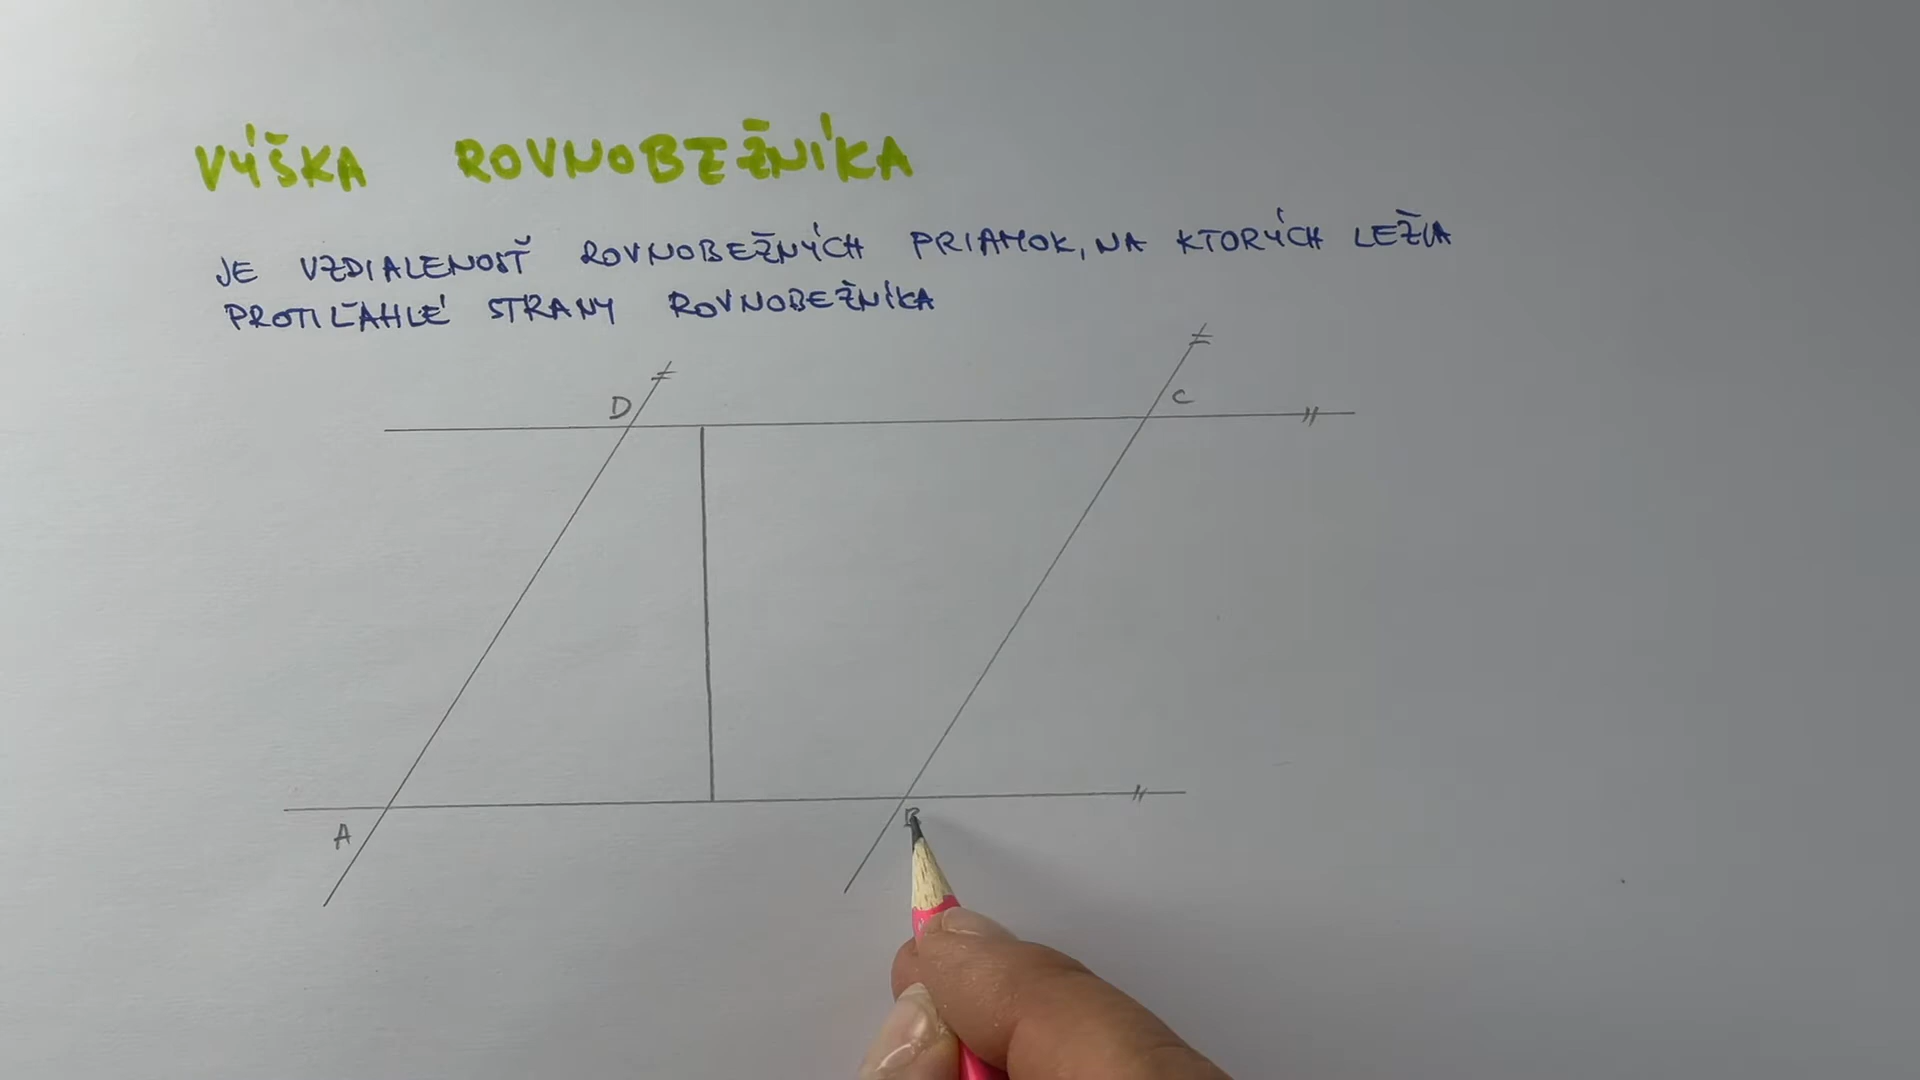 VÝŠKA ROVNOBEŽNÍKA
JE VZDIALENOSŤ ROVNOBEŽNÝCH PRIAMOK, NA KTORÝCH LEŽIA
PROTIĽAHLÉ STRANY ROVNOBEŽNÍKA
D C
A B